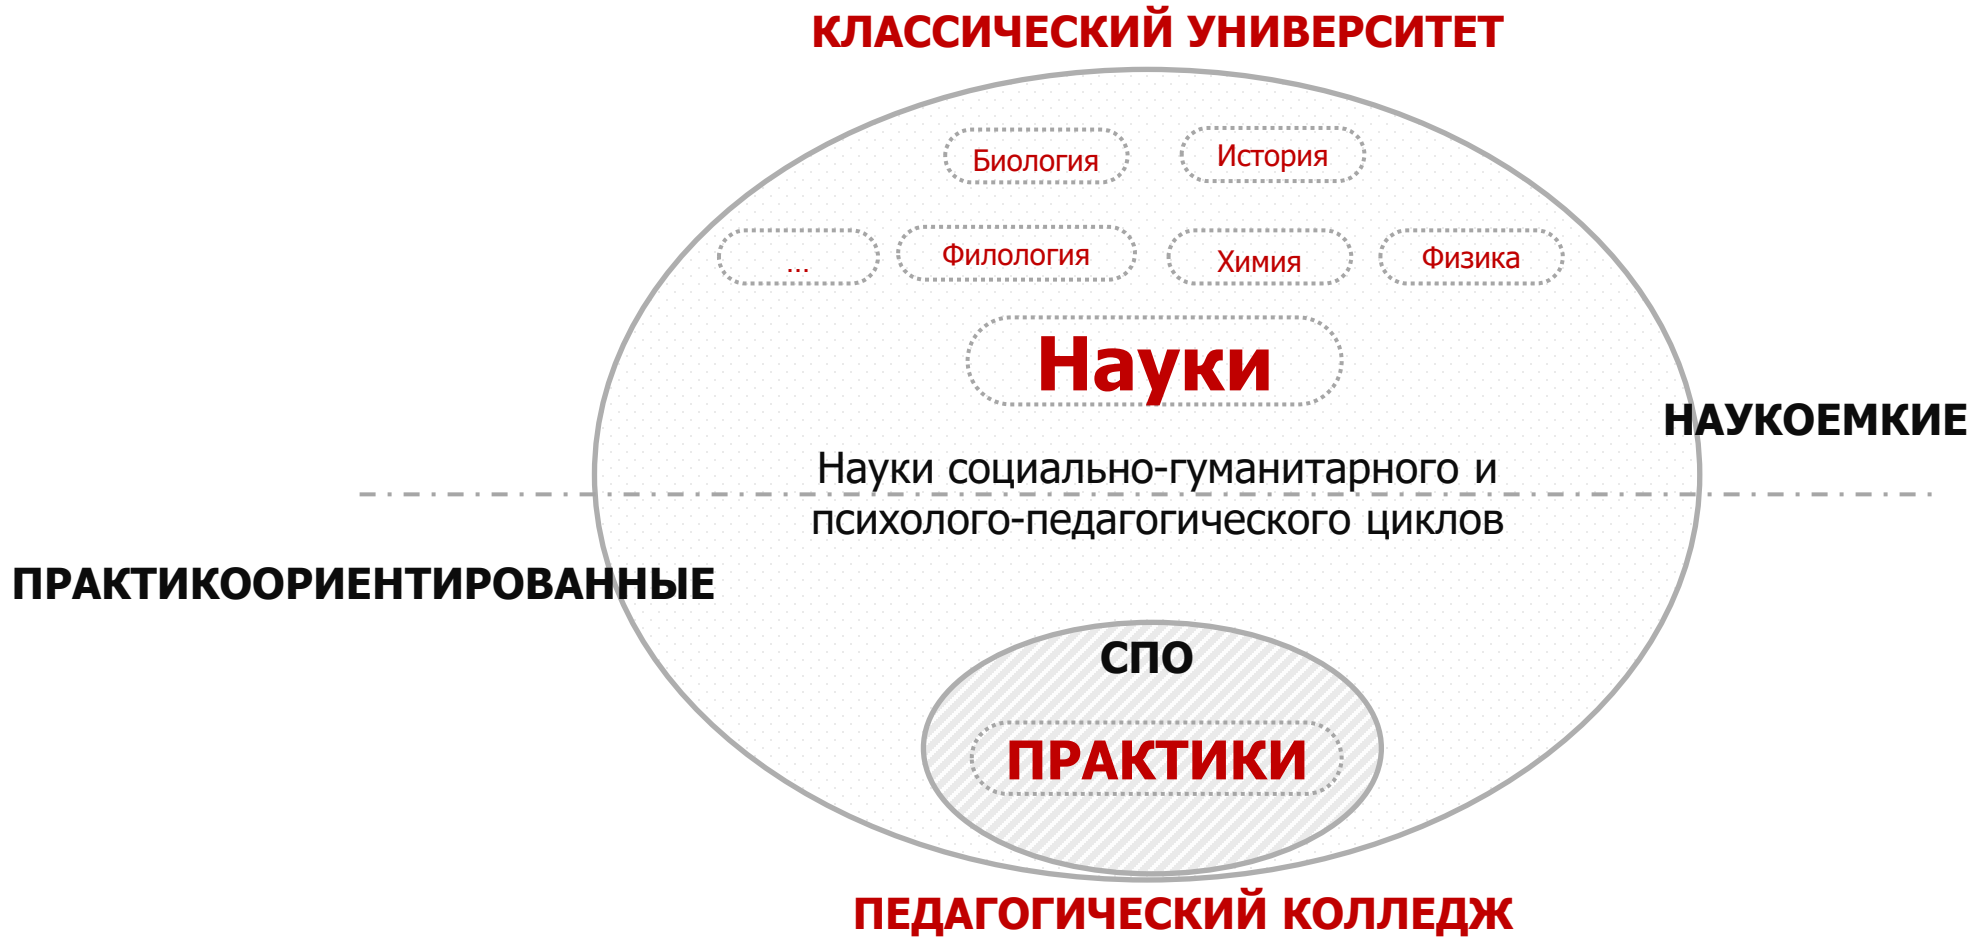 КЛАССИЧЕСКИЙ УНИВЕРСИТЕТ
Биология
История
...
Филология
Химия
Физика
Науки
НАУКОЕМКИЕ
Науки социально-гуманитарного и
психолого-педагогического циклов
ПРАКТИКООРИЕНТИРОВАННЫЕ
СПО
ПРАКТИКИ
ПЕДАГОГИЧЕСКИЙ КОЛЛЕДЖ